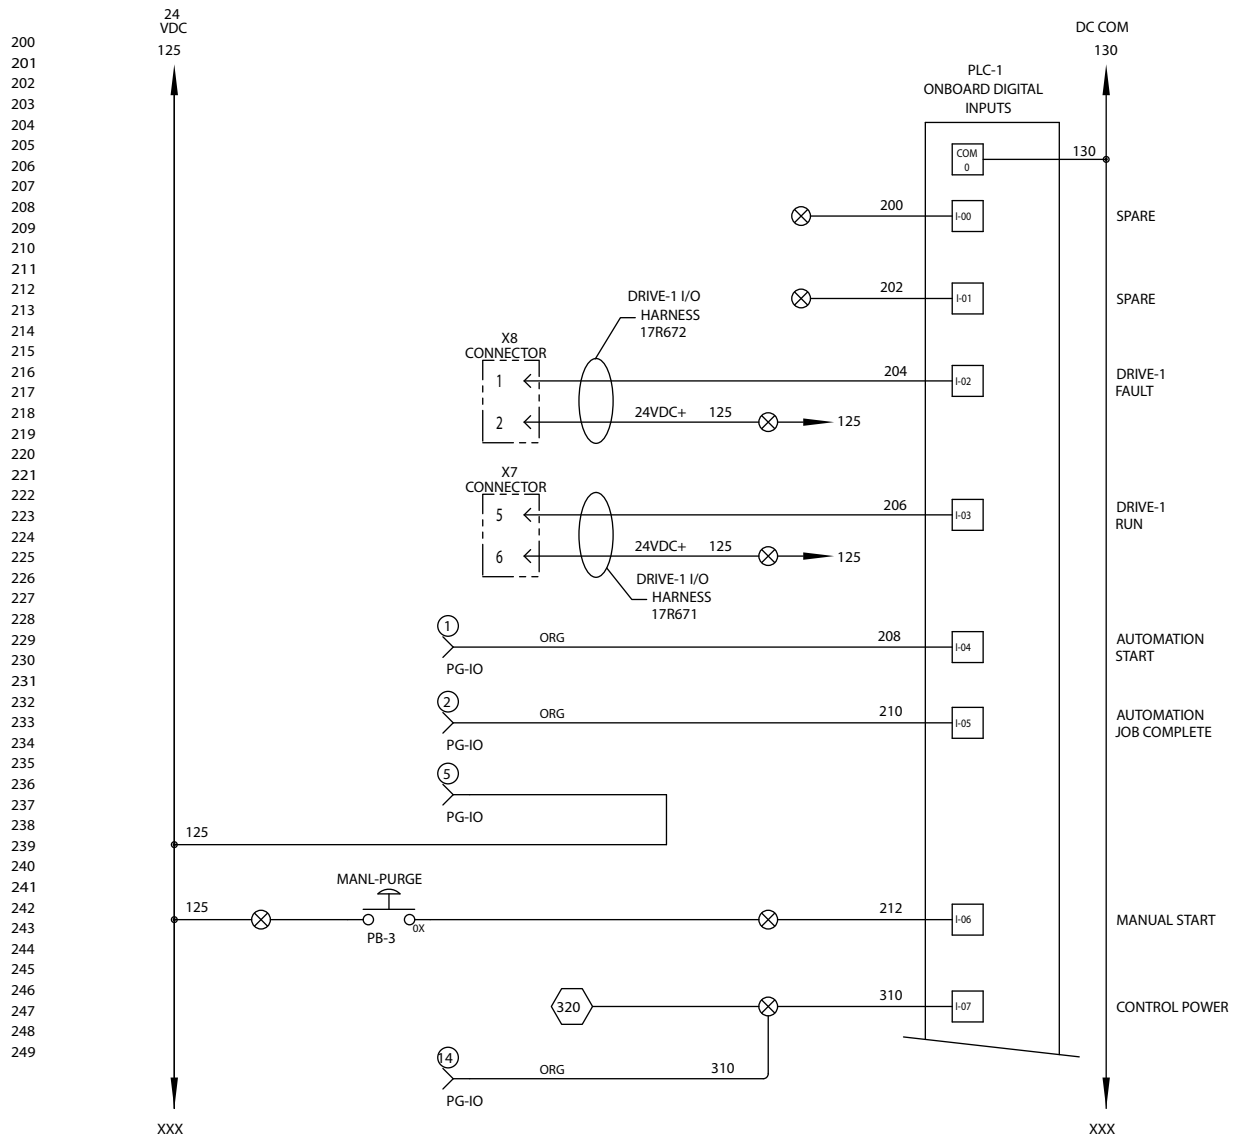 24
VDC
125
DC COM
130
200
201
202
203
204
205
206
207
208
209
210
211
212
213
214
215
216
217
218
219
220
221
222
223
224
225
226
227
228
229
230
231
232
233
234
235
236
237
238
239
240
241
242
243
244
245
246
247
248
249
PLC-1
ONBOARD DIGITAL
INPUTS
COM
0
130
200
I-00
SPARE
202
I-01
SPARE
DRIVE-1 I/O
HARNESS
17R672
X8
CONNECTOR
1
204
I-02
DRIVE-1
FAULT
2
24VDC+
125
125
X7
CONNECTOR
5
206
I-03
DRIVE-1
RUN
6
24VDC+
125
125
DRIVE-1 I/O
HARNESS
17R671
1
ORG
208
I-04
AUTOMATION
START
PG-IO
2
ORG
210
I-05
AUTOMATION
JOB COMPLETE
PG-IO
5
PG-IO
125
MANL-PURGE
125
0X
PB-3
212
I-06
MANUAL START
320
310
I-07
CONTROL POWER
14
ORG
310
PG-IO
XXX
XXX